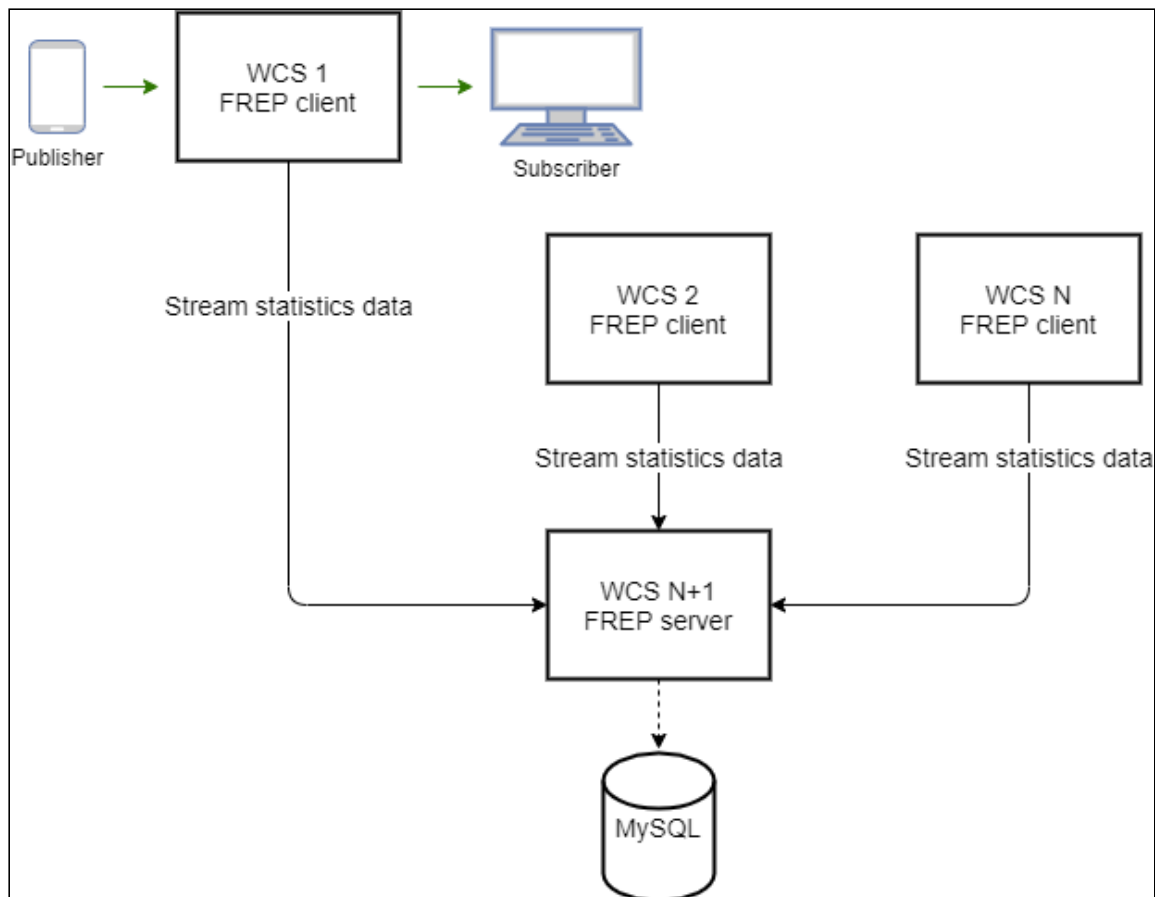 WCS 1
FREP client
Publisher
Subscriber
Stream statistics data
WCS 2
FREP client
WCS N
FREP client
Stream statistics data
Stream statistics data
WCS N+1
FREP server
MySQL